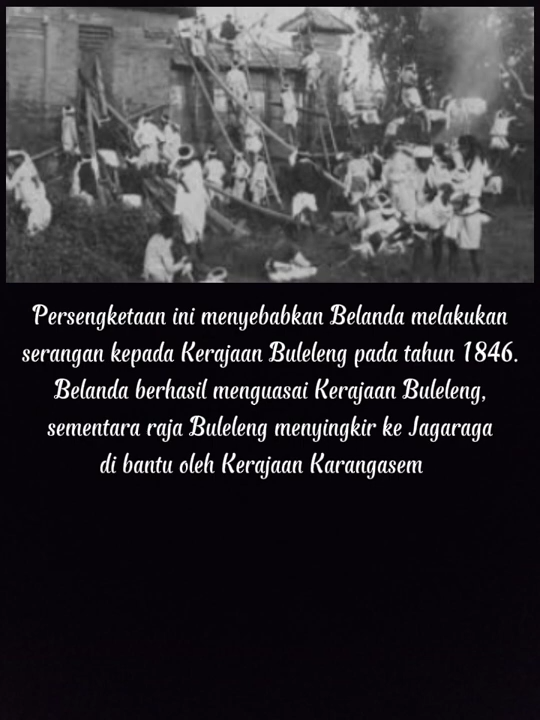 Persengketaan ini menyebabkan Belanda melakukan
serangan kepada Kerajaan Buleleng pada tahun 1846.
Belanda berhasil menguasai Kerajaan Buleleng,
sementara raja Buleleng menyingkir ke Jagaraga
di bantu oleh Kerajaan Karangasem